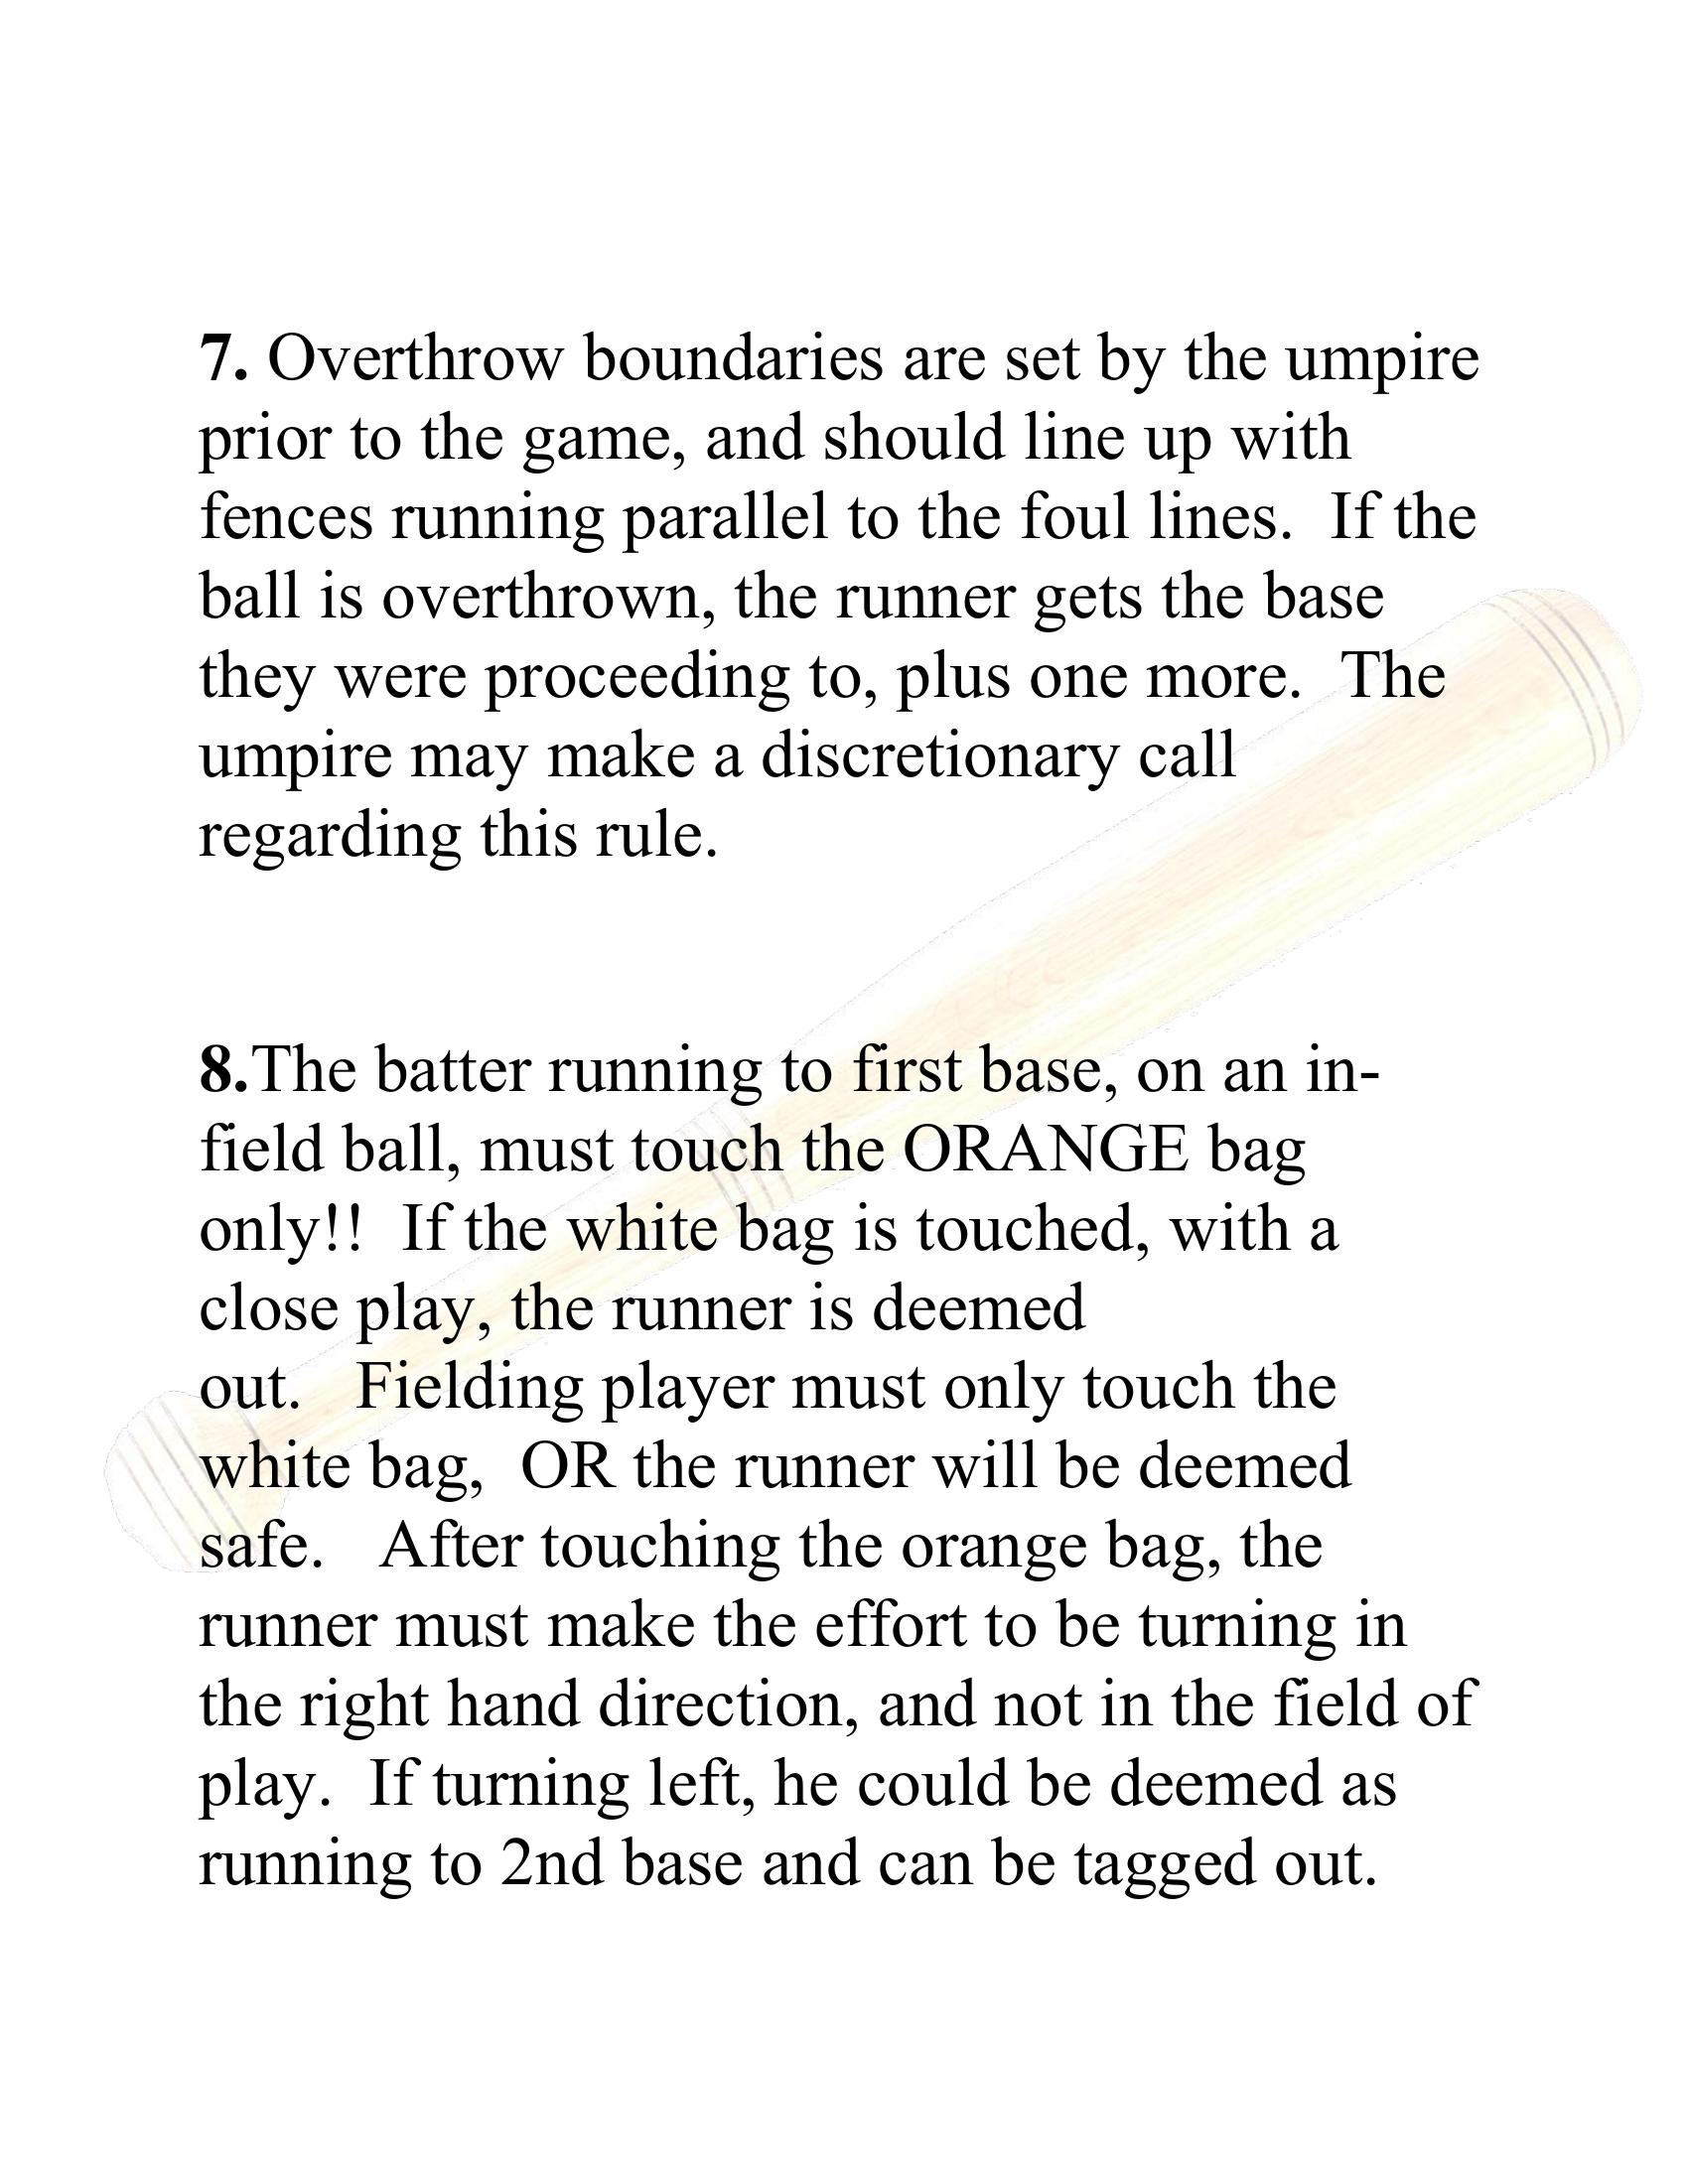 7. Overthrow boundaries are set by the umpire
prior to the game, and should line up with
fences running parallel to the foul lines.  If the
ball is overthrown, the runner gets the base
they were proceeding to, plus one more.  The
umpire may make a discretionary call
regarding this rule.
8.The batter running to first base, on an in-
field ball, must touch the ORANGE bag
only!!  If the white bag is touched, with a
close play, the runner is deemed
out.   Fielding player must only touch the
white bag,  OR the runner will be deemed
safe.   After touching the orange bag, the
runner must make the effort to be turning in
the right hand direction, and not in the field of
play.  If turning left, he could be deemed as
running to 2nd base and can be tagged out.